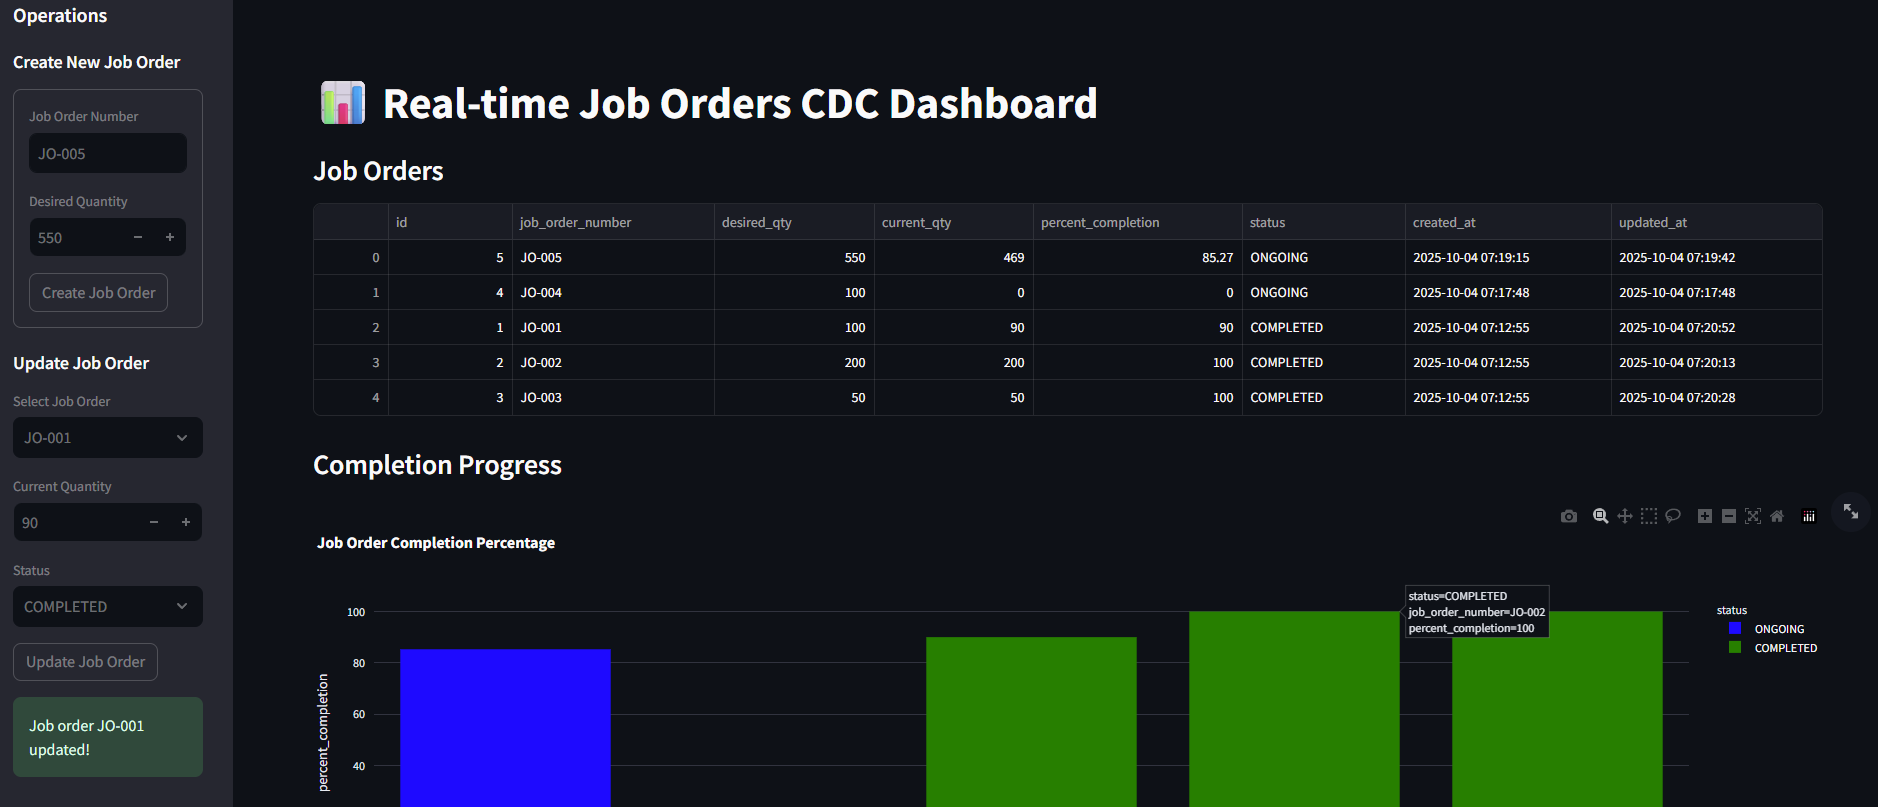 Operations
Create New Job Order
Job Order Number
JO-005
Desired Quantity
550
Create Job Order
Update Job Order
Select Job Order
JO-001
Current Quantity
90
Status
COMPLETED
Update Job Order
Job order JO-001
updated!
Real-time Job Orders CDC Dashboard
Job Orders
id job_order_number desired_qty current_qty percent_completion status created_at updated_at
0 5 JO-005 550 469 85.27 ONGOING 2025-10-04 07:19:15 2025-10-04 07:19:42
1 4 JO-004 100 0 0 ONGOING 2025-10-04 07:17:48 2025-10-04 07:17:48
2 1 JO-001 100 90 90 COMPLETED 2025-10-04 07:12:55 2025-10-04 07:20:52
3 2 JO-002 200 200 100 COMPLETED 2025-10-04 07:12:55 2025-10-04 07:20:13
4 3 JO-003 50 50 100 COMPLETED 2025-10-04 07:12:55 2025-10-04 07:20:28
Completion Progress
Job Order Completion Percentage
percent_completion
100
80
60
40
status=COMPLETED
job_order_number=JO-002
percent_completion=100
status
ONGOING
COMPLETED